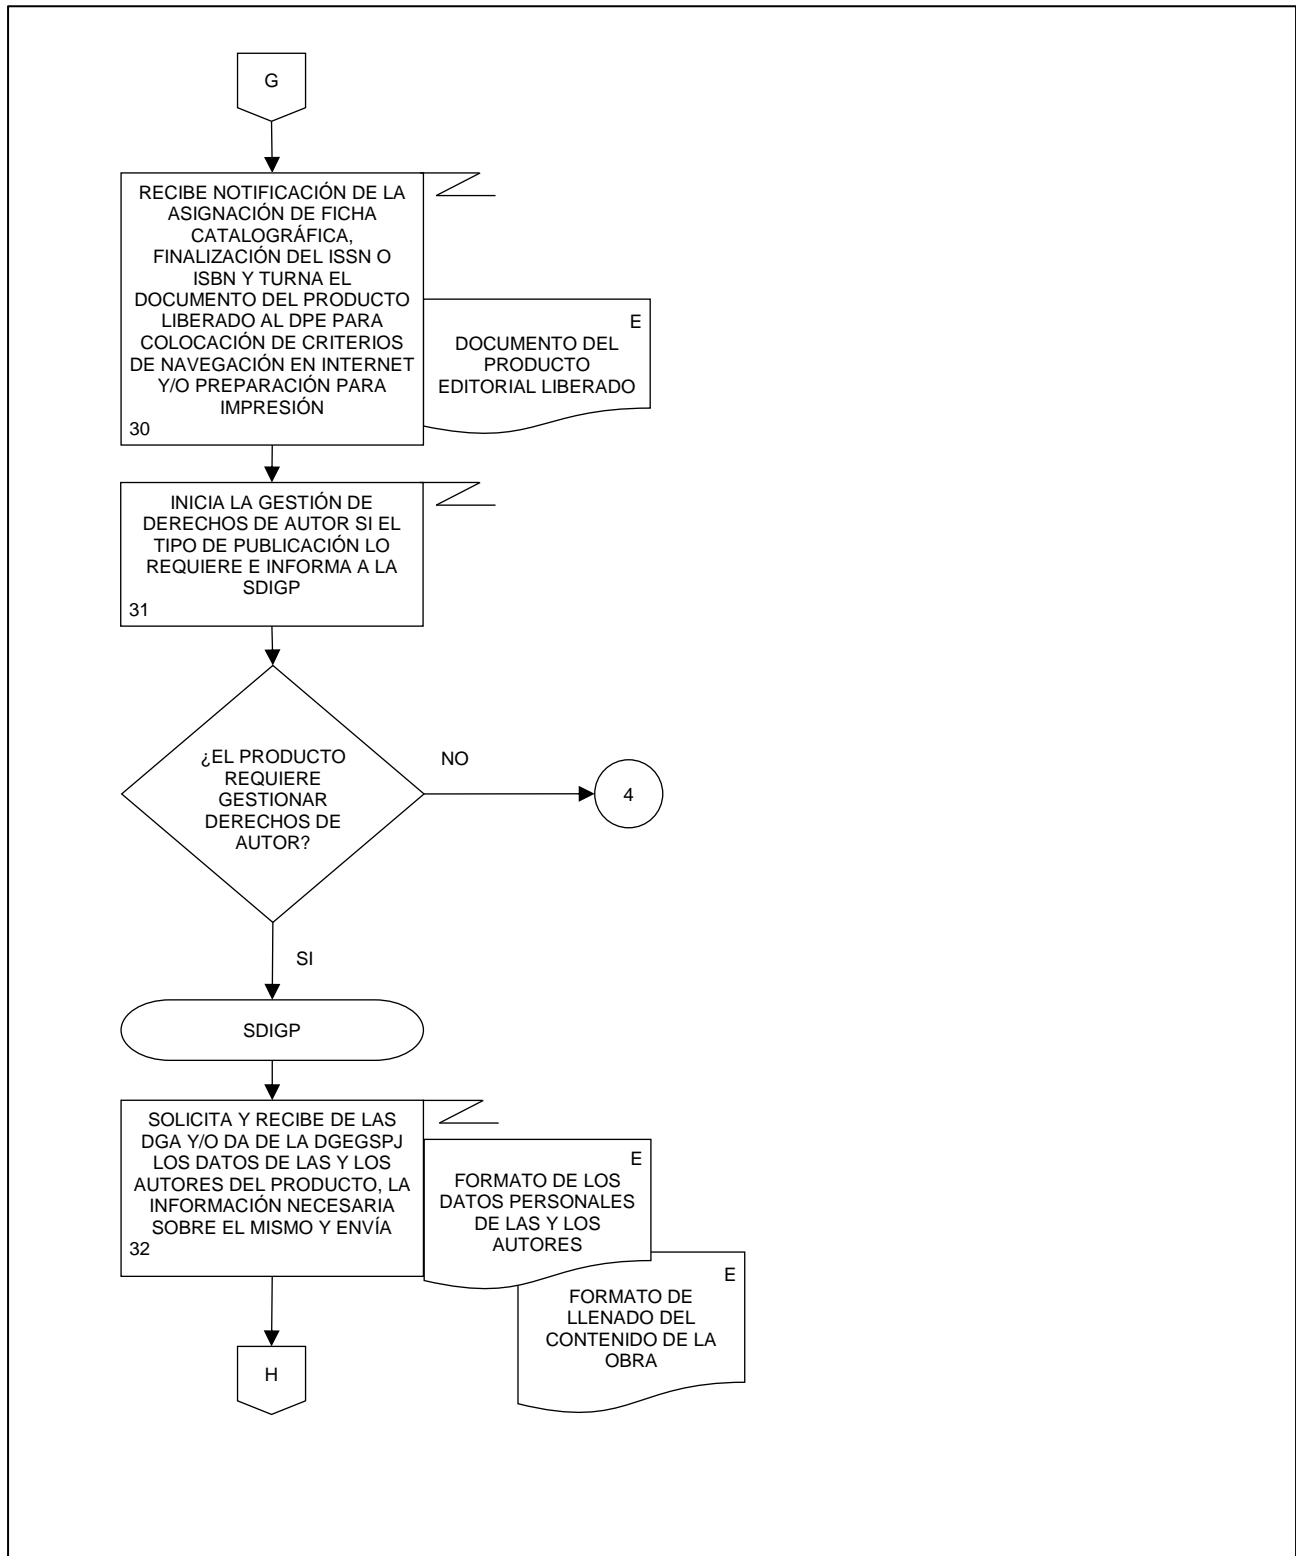 G
RECIBE NOTIFICACIÓN DE LA
ASIGNACIÓN DE FICHA
CATALOGRÁFICA,
FINALIZACIÓN DEL ISSN O
ISBN Y TURNA EL
DOCUMENTO DEL PRODUCTO
LIBERADO AL DPE PARA
COLOCACIÓN DE CRITERIOS
DE NAVEGACIÓN EN INTERNET
Y/O PREPARACIÓN PARA
IMPRESIÓN
30
E
DOCUMENTO DEL
PRODUCTO
EDITORIAL LIBERADO
INICIA LA GESTIÓN DE
DERECHOS DE AUTOR SI EL
TIPO DE PUBLICACIÓN LO
REQUIERE E INFORMA A LA
SDIGP
31
¿EL PRODUCTO
REQUIERE
GESTIONAR
DERECHOS DE
AUTOR?
NO
4
SI
SDIGP
SOLICITA Y RECIBE DE LAS
DGA Y/O DA DE LA DGEGSPJ
LOS DATOS DE LAS Y LOS
AUTORES DEL PRODUCTO, LA
INFORMACIÓN NECESARIA
SOBRE EL MISMO Y ENVÍA
32
E
FORMATO DE LOS
DATOS PERSONALES
DE LAS Y LOS
AUTORES
E
FORMATO DE
LLENADO DEL
CONTENIDO DE LA
OBRA
H